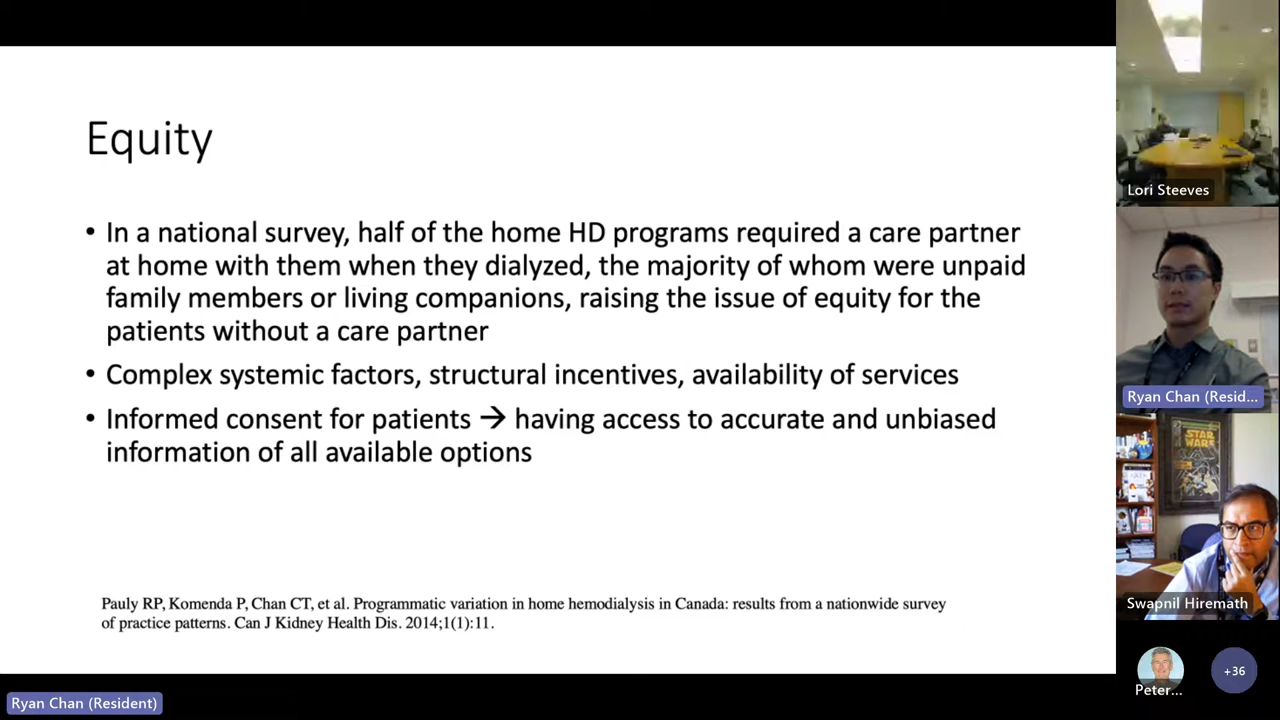 Equity
• In a national survey, half of the home HD programs required a care partner
at home with them when they dialyzed, the majority of whom were unpaid
family members or living companions, raising the issue of equity for the
patients without a care partner
• Complex systemic factors, structural incentives, availability of services
• Informed consent for patients → having access to accurate and unbiased
information of all available options
Pauly RP, Komenda P, Chan CT, et al. Programmatic variation in home hemodialysis in Canada: results from a nationwide survey
of practice patterns. Can J Kidney Health Dis. 2014;1(1):11.
Ryan Chan (Resident)
Lori Steeves
Ryan Chan (Resid...
STAR
WARS
Swapnil Hiremath
Peter...
+36